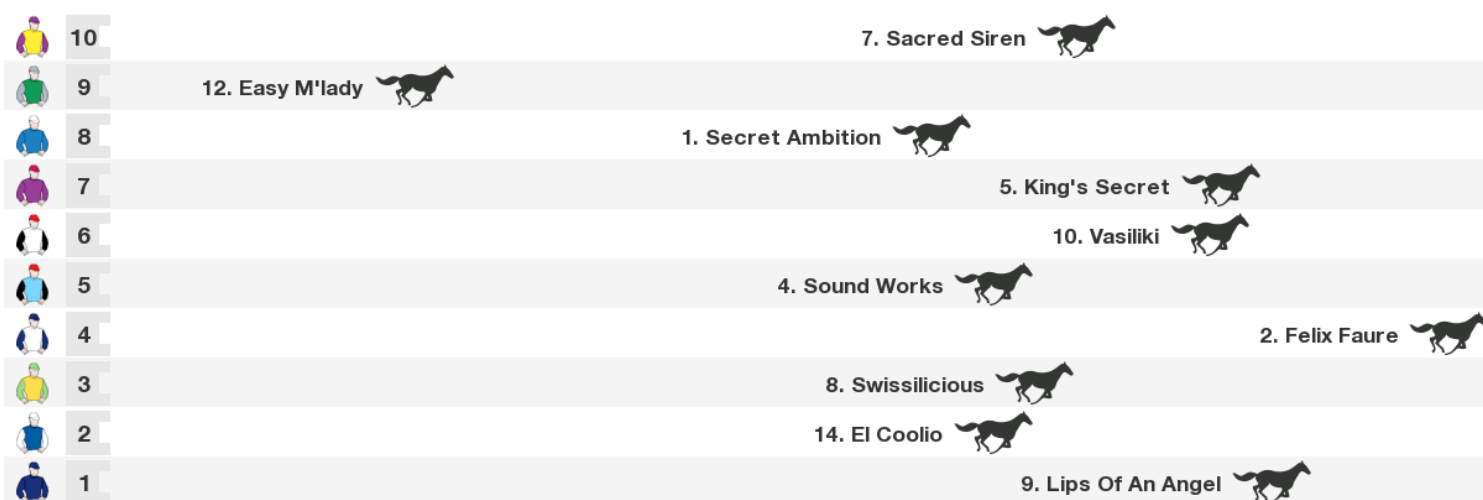 10 7. Sacred Siren
9 12. Easy M'lady
8 1. Secret Ambition
7 5. King's Secret
6 10. Vasiliki
5 4. Sound Works
4 2. Felix Faure
3 8. Swissilicious
2 14. El Coolio
1 9. Lips Of An Angel